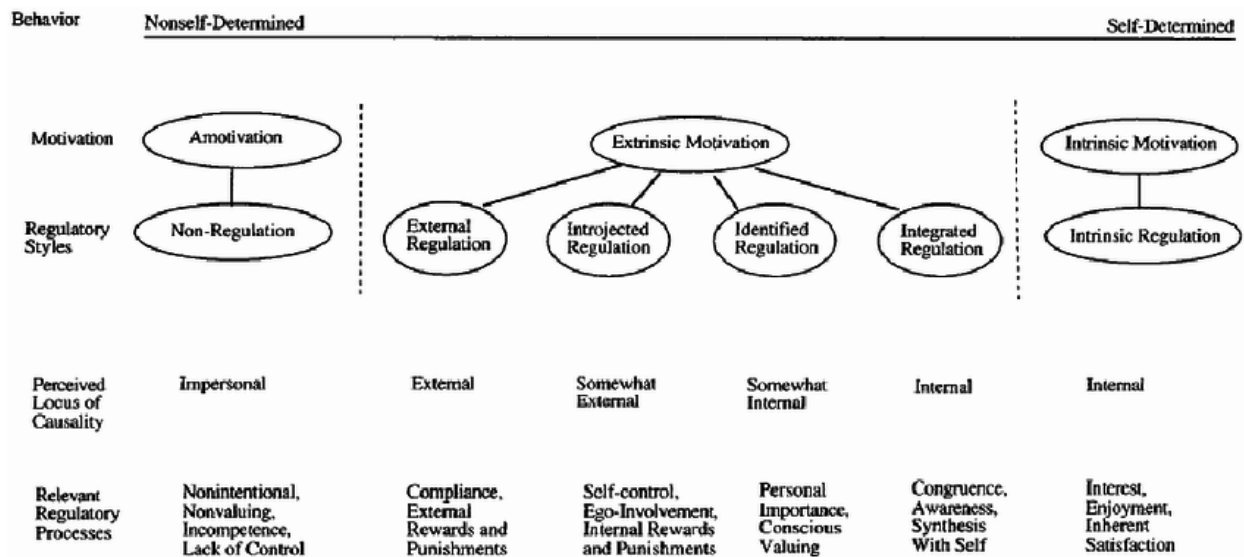 Behavior Nonself-Determined Self-Determined
Motivation Amotivation Extrinsic Motivation Intrinsic Motivation
Regulatory
Styles
Non-Regulation
External
Regulation
Introjected
Regulation
Identified
Regulation
Integrated
Regulation
Intrinsic Regulation
Perceived
Locus of
Causality
Impersonal
External
Somewhat
External
Somewhat
Internal
Internal
Internal
Relevant
Regulatory
Processes
Nonintentional,
Nonvaluing,
Incompetence,
Lack of Control
Compliance,
External
Rewards and
Punishments
Self-control,
Ego-Involvement,
Internal Rewards
and Punishments
Personal
Importance,
Conscious
Valuing
Congruence,
Awareness,
Synthesis
With Self
Interest,
Enjoyment,
Inherent
Satisfaction